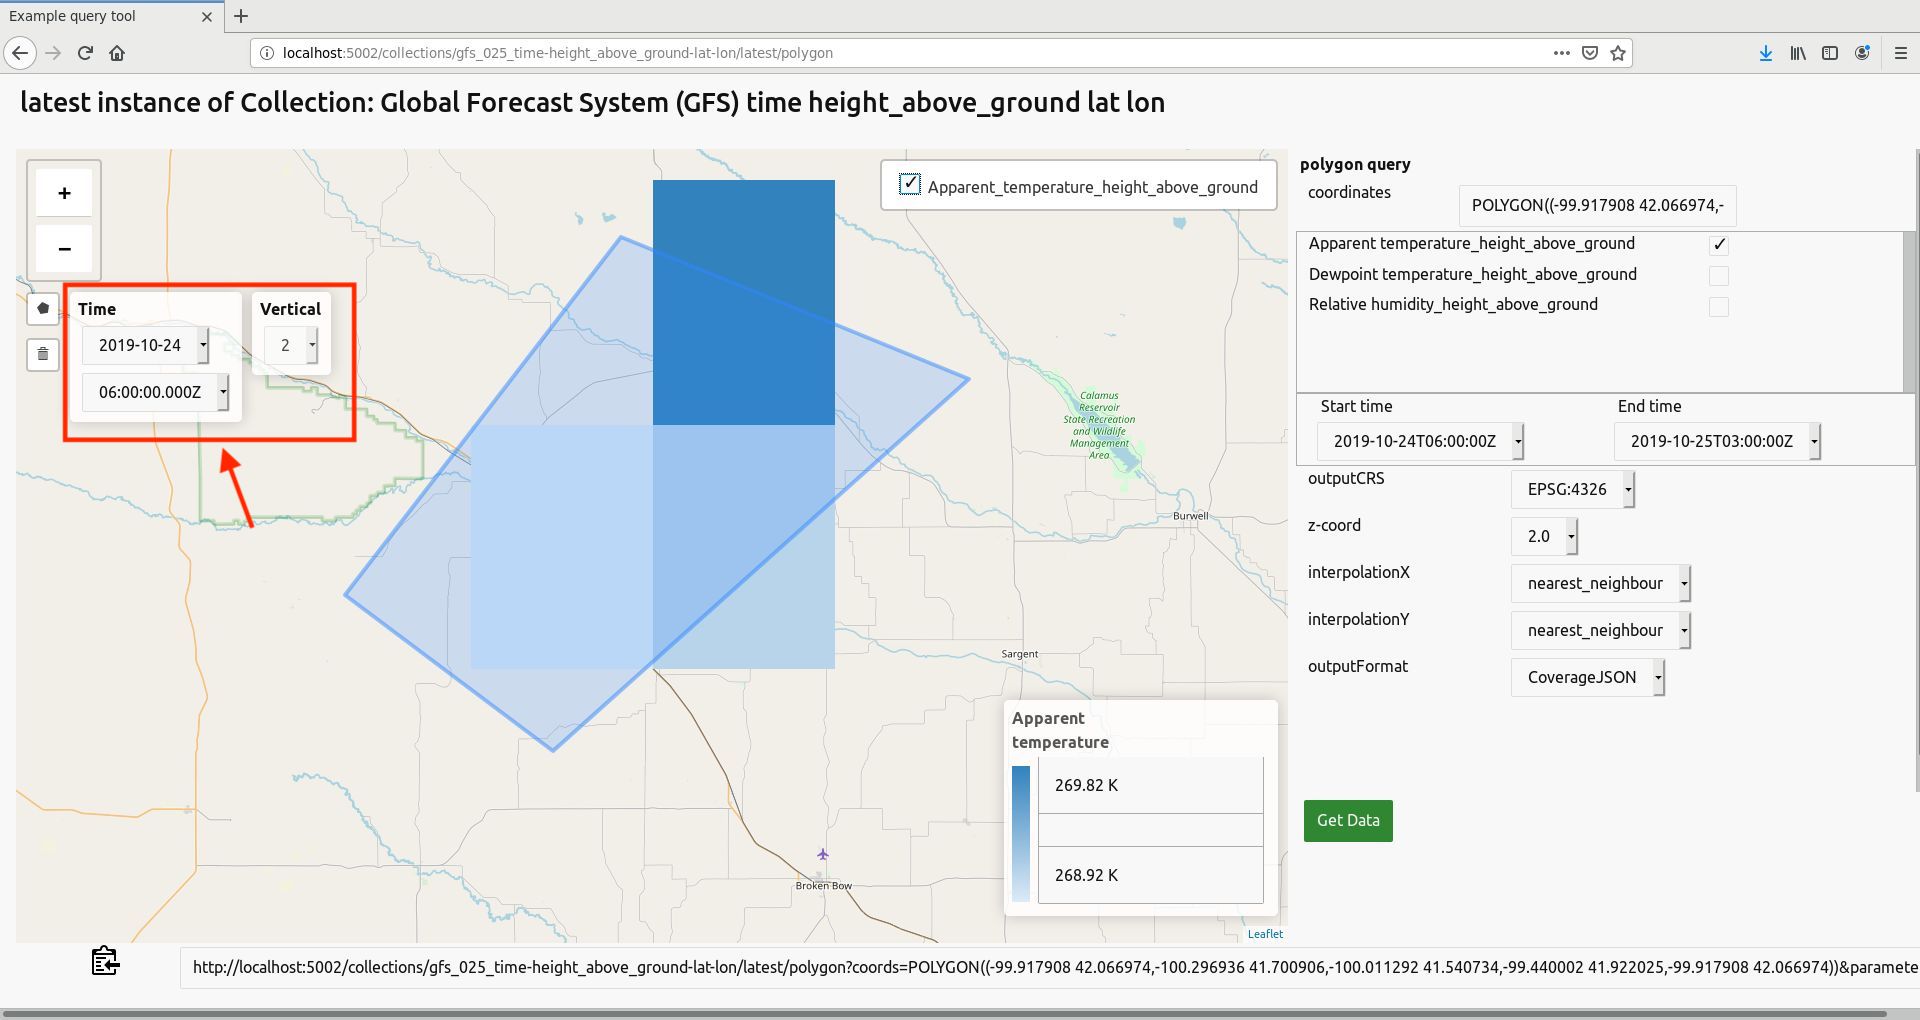 Example query tool
localhost:5002/collections/gfs_025_time-height_above_ground-lat-lon/latest/polygon
latest instance of Collection: Global Forecast System (GFS) time height_above_ground lat lon
+
−
Time
2019-10-24
06:00:00.000Z
Vertical
2
Apparent_temperature_height_above_ground
Calamus
Reservoir
State Recreation
and Wildlife
Management
Area
Burwell
Sargent
Broken Bow
Apparent
temperature
269.82 K
268.92 K
Leaflet
polygon query
coordinates
POLYGON((-99.917908 42.066974,-
Apparent temperature_height_above_ground
Dewpoint temperature_height_above_ground
Relative humidity_height_above_ground
Start time
End time
2019-10-24T06:00:00Z
2019-10-25T03:00:00Z
outputCRS
EPSG:4326
z-coord
2.0
interpolationX
nearest_neighbour
interpolationY
nearest_neighbour
outputFormat
CoverageJSON
Get Data
http://localhost:5002/collections/gfs_025_time-height_above_ground-lat-lon/latest/polygon?coords=POLYGON((-99.917908 42.066974,-100.296936 41.700906,-100.011292 41.540734,-99.440002 41.922025,-99.917908 42.066974))&paramete